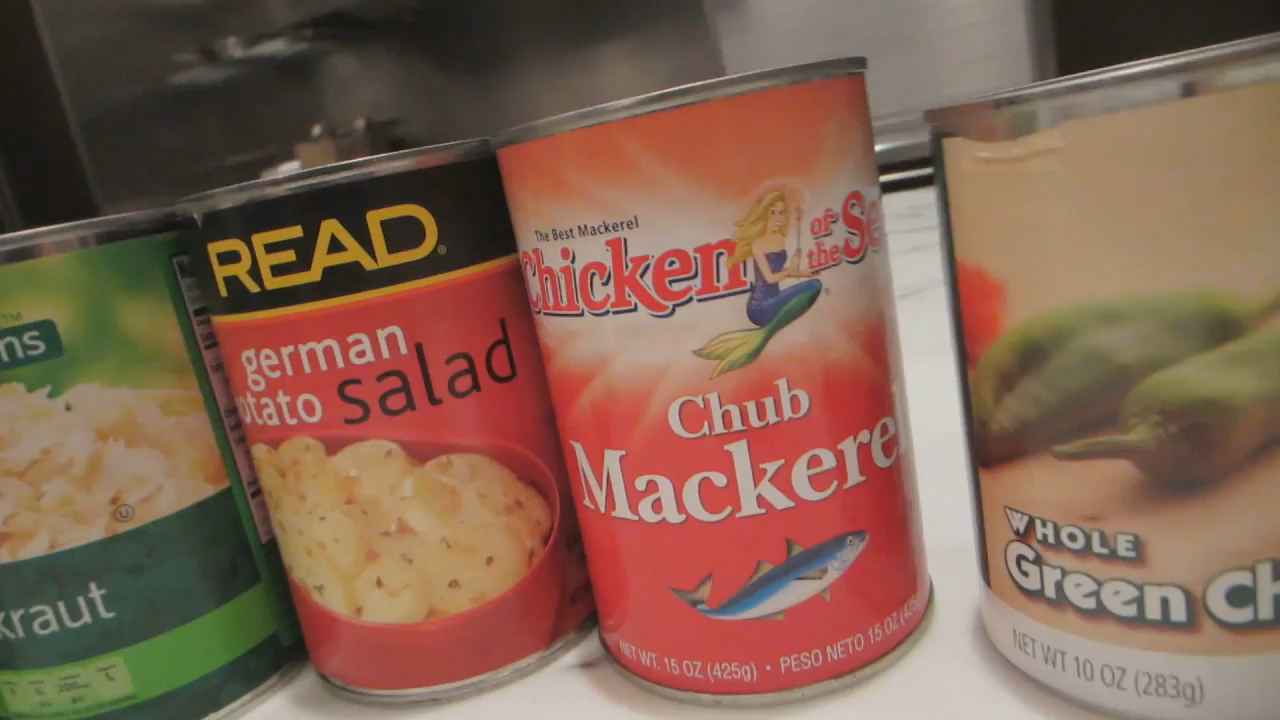 ns
kraut
READ®
german
otato salad
The Best Mackerel
Chicken of the Se
Chub
Mackere
NET WT. 15 OZ (425g) • PESO NETO 15 OZ (425
WHOLE
Green Ch
NET WT 10 OZ (283g)